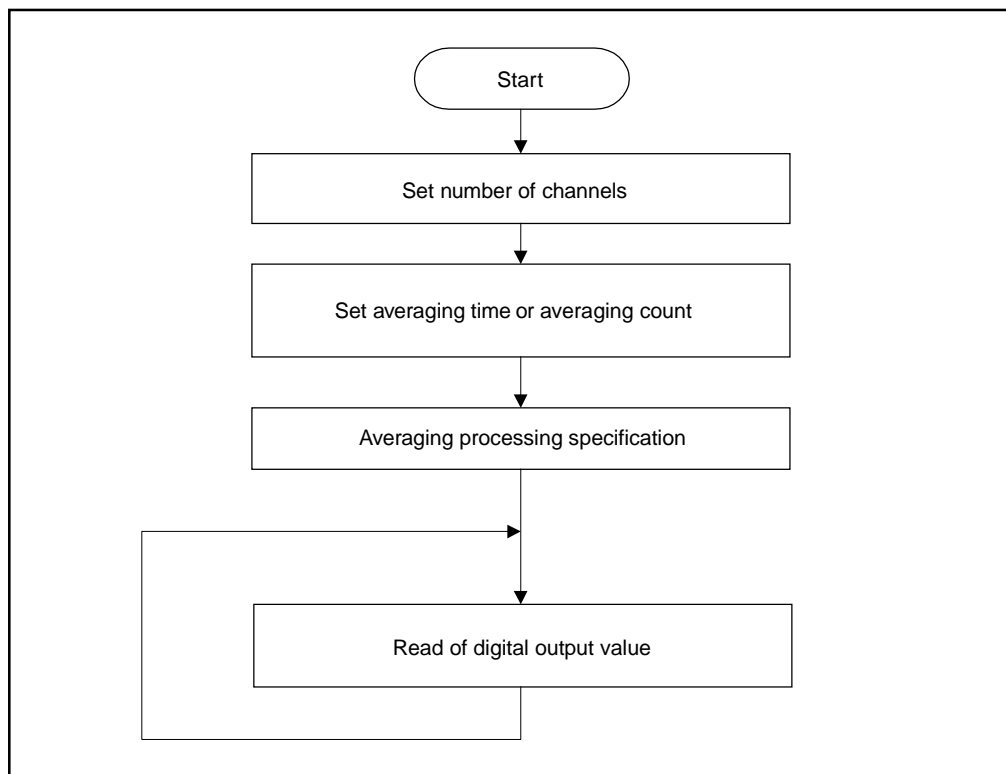 Start
Set number of channels
Set averaging time or averaging count
Averaging processing specification
Read of digital output value